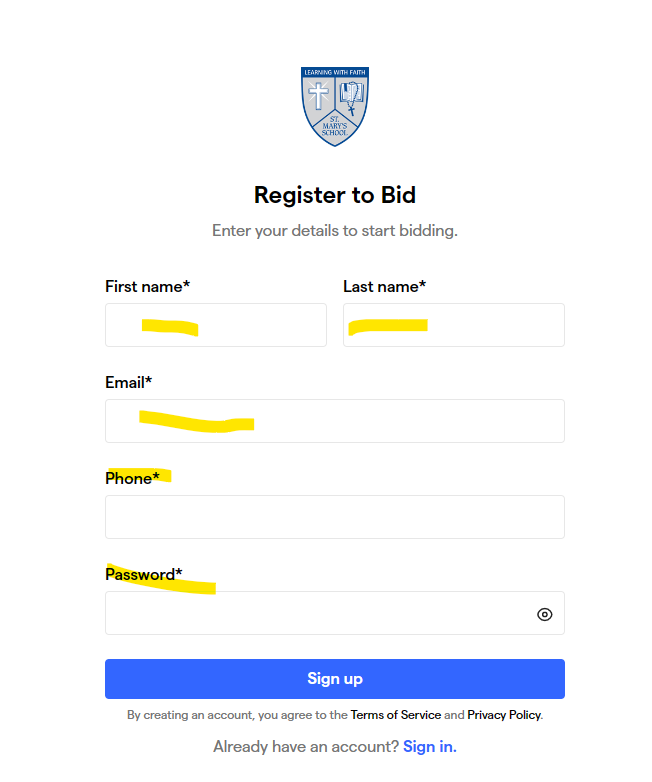 LEARNING WITH FAITH
ST.
MARY'S
SCHOOL
Register to Bid
Enter your details to start bidding.
First name* Last name*
Email*
Phone*
Password*
Sign up
By creating an account, you agree to the Terms of Service and Privacy Policy.
Already have an account? Sign in.